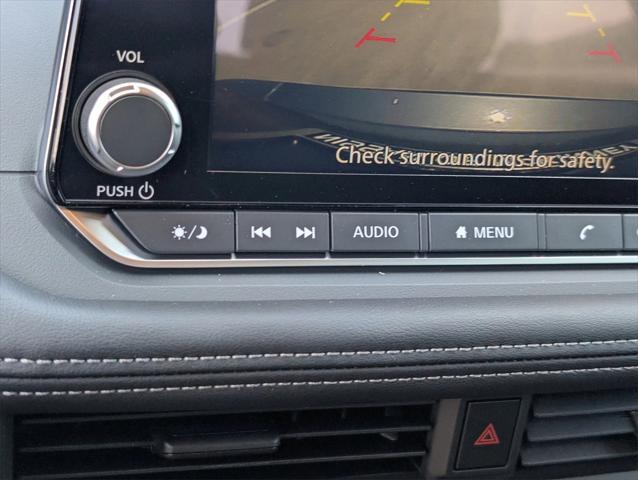 VOL
Check surroundings for safety.
PUSH
AUDIO
MENU